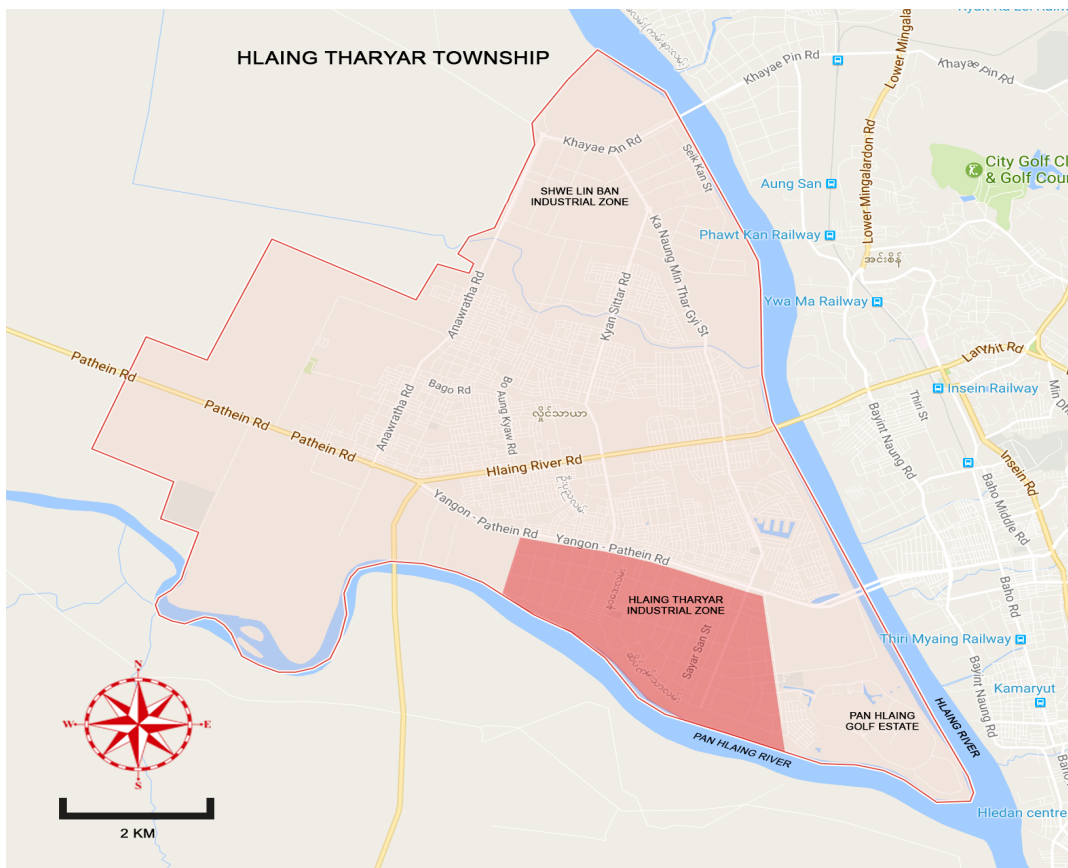 HLAING THARYAR TOWNSHIP
Khayae Pin Rd
Khayae Pin Rd
Khayae Pin Rd
Lower Mingalardon Rd
City Golf Cl
& Golf Cour
Seik Kan St
SHWE LIN BAN
INDUSTRIAL ZONE
Aung San
Phawt Kan Railway
အင်းစိန်
Ywa Ma Railway
Ka Naung Min Thar Gyi St
Kyan Sittar Rd
Anawratha Rd
Lanthit Rd
Pathein Rd
Pathein Rd
Pathein Rd
Anawratha Rd
Bago Rd
Bo Aung Kyaw Rd
လှိုင်သာယာ
Insein Railway
Thiri St
Bayint Naung Rd
Insein Rd
Hlaing River Rd
Baho Middle Rd
Yangon - Pathein Rd
Yangon - Pathein Rd
HLAING THARYAR
INDUSTRIAL ZONE
Sayar San St
Baho Rd
Thiri Myaing Railway
Bayint Naung Rd
Kamaryut
PAN HLAING
GOLF ESTATE
HLAING RIVER
PAN HLAING RIVER
N
W
E
S
2 KM
Hledan centre